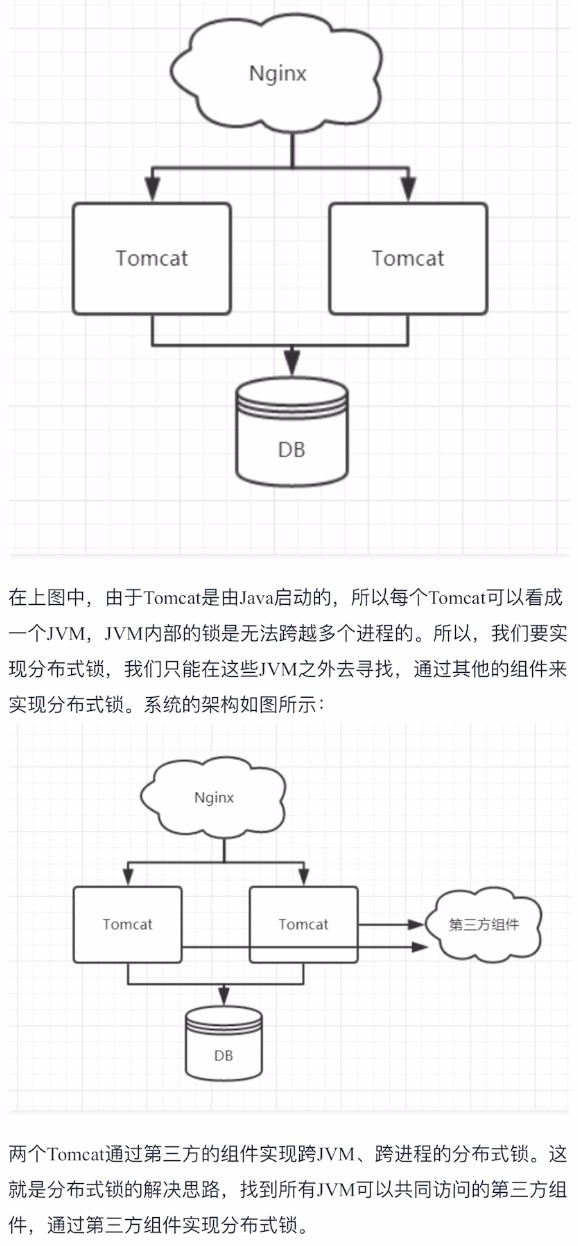 Nginx
Tomcat
Tomcat
DB
在上图中，由于Tomcat是由Java启动的，所以每个Tomcat可以看成
一个JVM，JVM内部的锁是无法跨越多个进程的。所以，我们要实
现分布式锁，我们只能在这些JVM之外去寻找，通过其他的组件来
实现分布式锁。系统的架构如图所示：
Nginx
Tomcat
Tomcat
第三方组件
DB
两个Tomcat通过第三方的组件实现跨JVM、跨进程的分布式锁。这
就是分布式锁的解决思路，找到所有JVM可以共同访问的第三方组
件，通过第三方组件实现分布式锁。